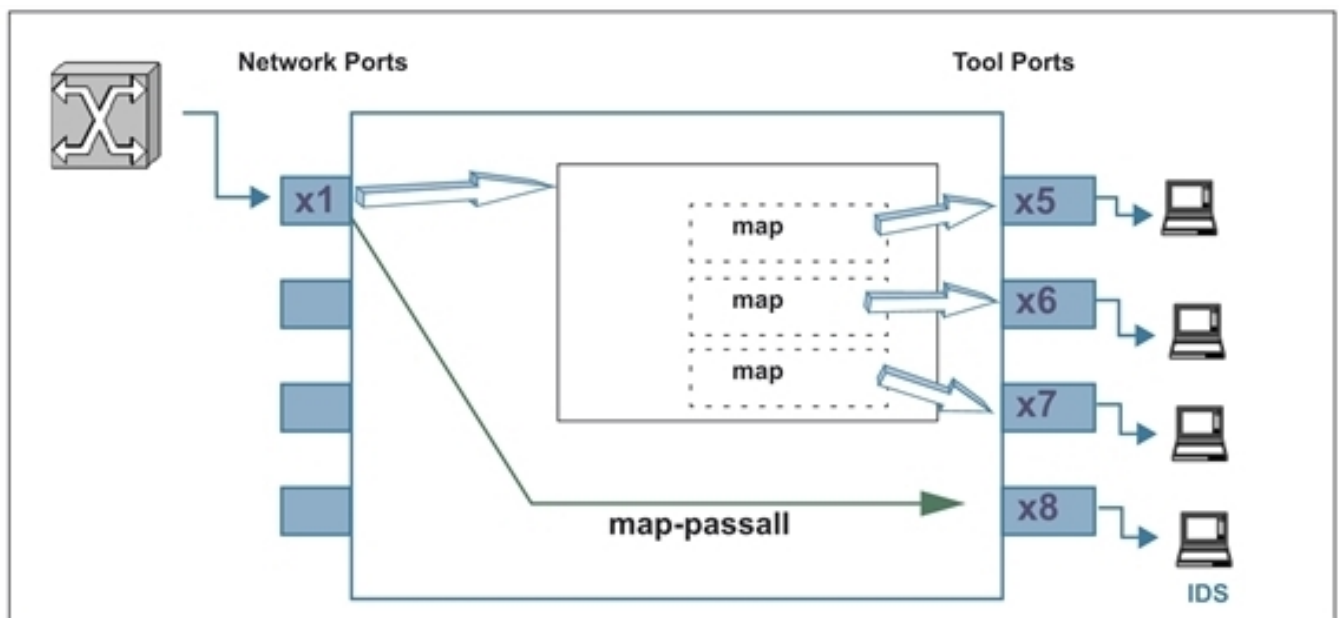 Network Ports
Tool Ports
x1
map
x5
map
x6
map
x7
map-passall
x8
IDS